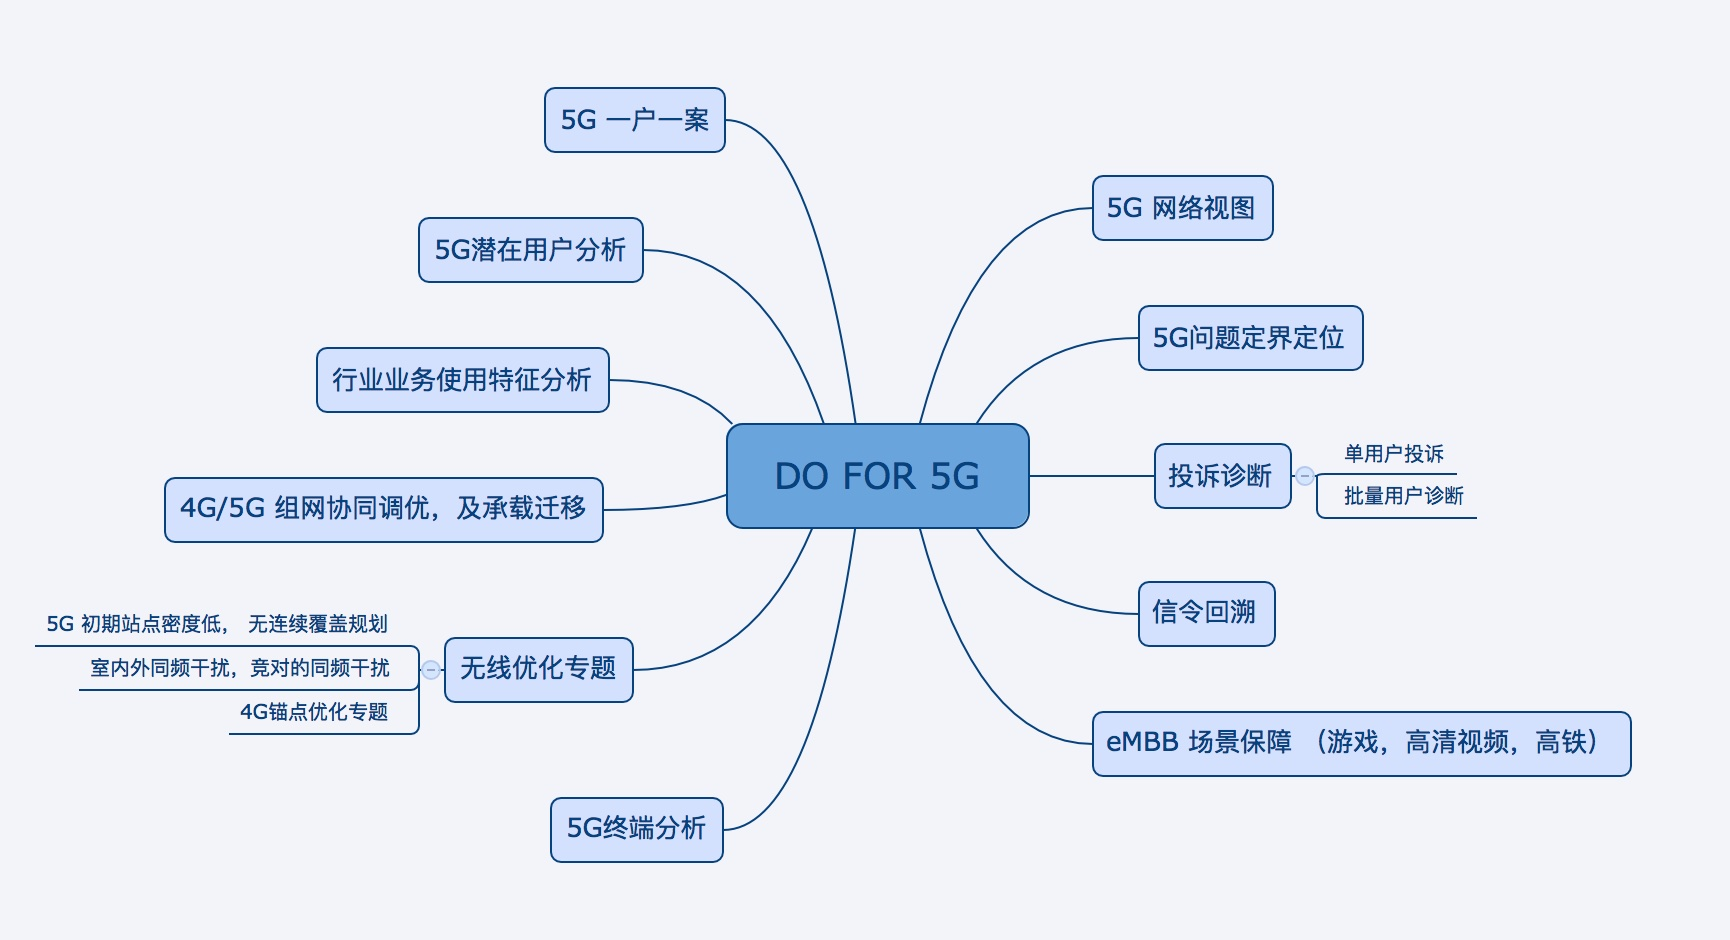 DO FOR 5G
5G 网络视图
5G问题定界定位
投诉诊断
单用户投诉
批量用户诊断
信令回溯
eMBB 场景保障 （游戏，高清视频，高铁）
5G 一户一案
5G潜在用户分析
行业业务使用特征分析
4G/5G 组网协同调优，及承载迁移
无线优化专题
5G 初期站点密度低， 无连续覆盖规划
室内外同频干扰，竞对的同频干扰
4G锚点优化专题
5G终端分析